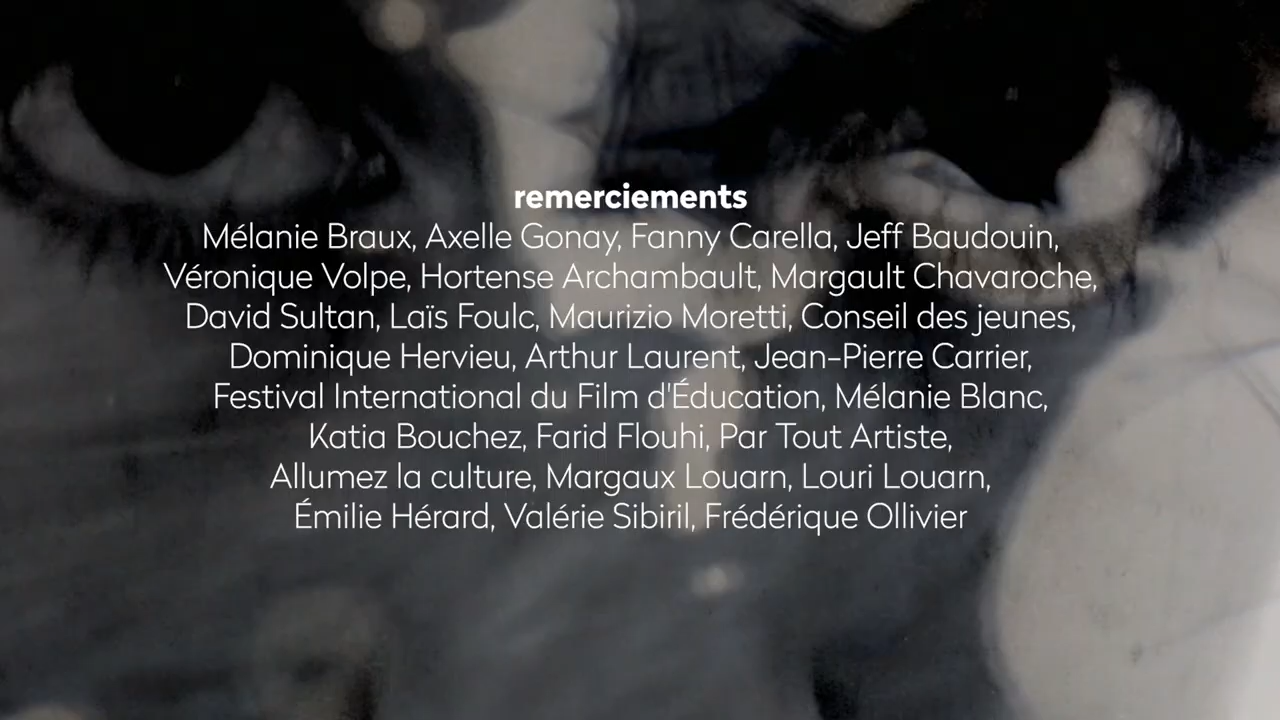 remerciements
Mélanie Braux, Axelle Gonay, Fanny Carella, Jeff Baudouin,
Véronique Volpe, Hortense Archambault, Margault Chavaroche,
David Sultan, Laïs Foulc, Maurizio Moretti, Conseil des jeunes,
Dominique Hervieu, Arthur Laurent, Jean-Pierre Carrier,
Festival International du Film d'Éducation, Mélanie Blanc,
Katia Bouchez, Farid Flouhi, Par Tout Artiste,
Allumez la culture, Margaux Louarn, Louri Louarn,
Émilie Hérard, Valérie Sibiril, Frédérique Ollivier